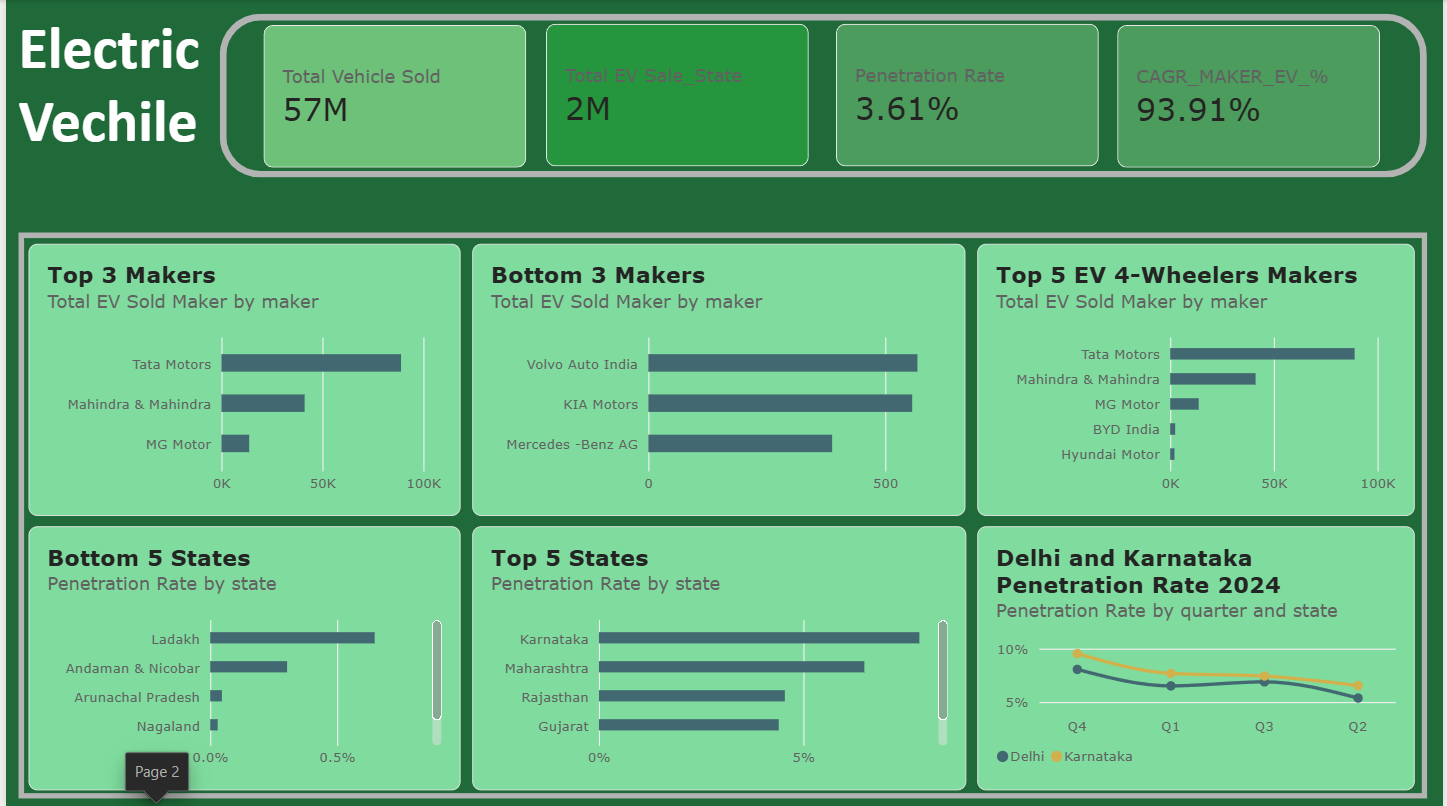 Electric
Vechile
Total Vehicle Sold
57M
Total EV Sale_State
2M
Penetration Rate
3.61%
CAGR_MAKER_EV_%
93.91%
Top 3 Makers
Total EV Sold Maker by maker
Tata Motors
Mahindra & Mahindra
MG Motor
0K 50K 100K
Bottom 3 Makers
Total EV Sold Maker by maker
Volvo Auto India
KIA Motors
Mercedes -Benz AG
0 500
Top 5 EV 4-Wheelers Makers
Total EV Sold Maker by maker
Tata Motors
Mahindra & Mahindra
MG Motor
BYD India
Hyundai Motor
0K 50K 100K
Bottom 5 States
Penetration Rate by state
Ladakh
Andaman & Nicobar
Arunachal Pradesh
Nagaland
0.0% 0.5%
Page 2
Top 5 States
Penetration Rate by state
Karnataka
Maharashtra
Rajasthan
Gujarat
0% 5%
Delhi and Karnataka
Penetration Rate 2024
Penetration Rate by quarter and state
10%
5%
Q4 Q1 Q3 Q2
Delhi Karnataka